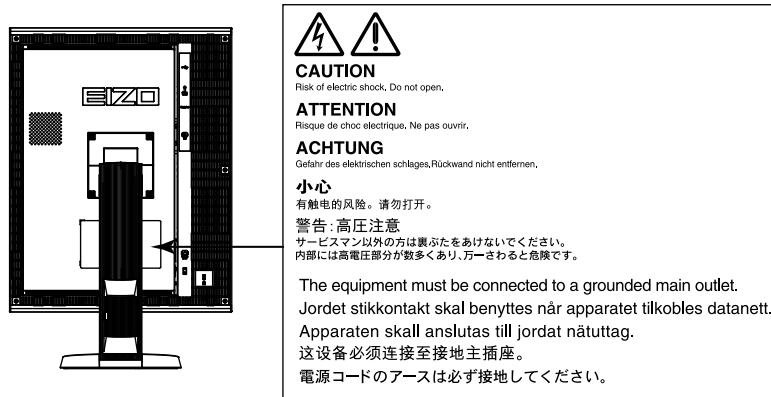 EIZO
CAUTION
Risk of electric shock. Do not open.
ATTENTION
Risque de choc electrique. Ne pas ouvrir.
ACHTUNG
Gefahr des elektrischen schlages.Rückwand nicht entfernen.
小心
有触电的风险。请勿打开。
警告:高圧注意
サービスマン以外の方は裏ぶたをあけないでください。
内部には高電圧部分が数多くあり、万一さわると危険です。
The equipment must be connected to a grounded main outlet.
Jordet stikkontakt skal benyttes når apparatet tilkobles datanett.
Apparaten skall anslutas till jordat nätuttag.
这设备必须连接至接地主插座。
電源コードのアースは必ず接地してください。